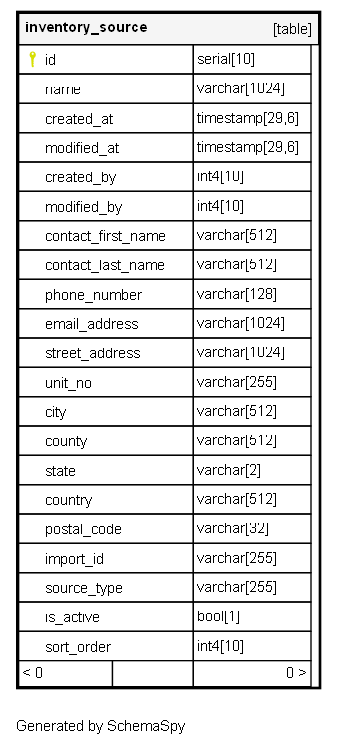 inventory_source [table]
id serial[10]
name varchar[1024]
created_at timestamp[29,6]
modified_at timestamp[29,6]
created_by int4[10]
modified_by int4[10]
contact_first_name varchar[512]
contact_last_name varchar[512]
phone_number varchar[128]
email_address varchar[1024]
street_address varchar[1024]
unit_no varchar[255]
city varchar[512]
county varchar[512]
state varchar[2]
country varchar[512]
postal_code varchar[32]
import_id varchar[255]
source_type varchar[255]
is_active bool[1]
sort_order int4[10]
< 0 0 >
Generated by SchemaSpy